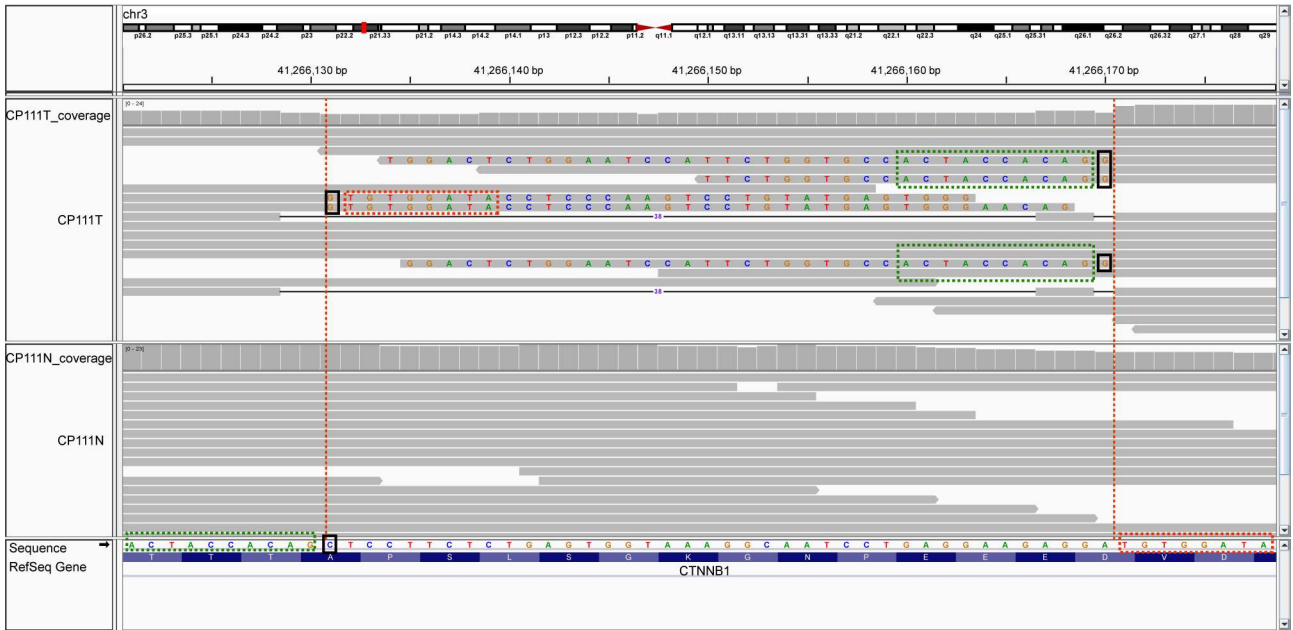 chr3
p26.2 p25.3 p25.1 p24.3 p24.2 p23 p22.2 p21.33 p21.2 p14.3 p14.2 p14.1 p13 p12.3 p12.2 p11.2 q11.1 q12.1 q13.11 q13.13 q13.31 q13.33 q21.2 q22.1 q22.3 q24 q25.1 q25.31 q26.1 q26.2 q26.32 q27.1 q28 q29
41,266,130 bp 41,266,140 bp 41,266,150 bp 41,266,160 bp 41,266,170 bp
CP111T_coverage
[0 - 24]
T G G A C T C T G G A A T C C A T T C T G G T G C C A C T A C C A C A G G
T T C T G G T G C C A C T A C C A C A G G
G T G T G G A T A C C T C C C A A G T C C T G T A T G A G T G G G
G T G T G G A T A C C T C C C A A G T C C T G T A T G A G T G G G A A C A G
CP111T
38
G G A C T C T G G A A T C C A T T C T G G T G C C A C T A C C A C A G G
38
CP111N_coverage
[0 - 23]
CP111N
Sequence
A C T A C C A C A G C T C C T T C T C T G A G T G G T A A A G G C A A T C C T G A G G A A G A G G A T G T G G A T A
RefSeq Gene
T T T A P S L S G K G N P E E E D V D
CTNNB1